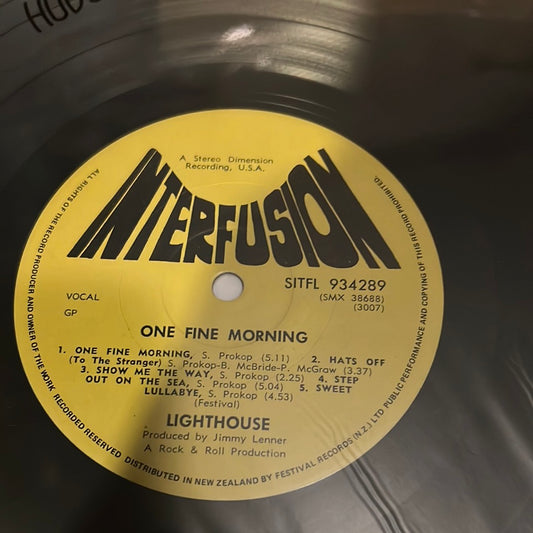 A Stereo Dimension
Recording, U.S.A.
INTERFUSION
SITFL 934289
(SMX 38688)
(3007)
VOCAL
GP
ONE FINE MORNING
1. ONE FINE MORNING, S. Prokop (5.11) 2. HATS OFF
(To The Stranger) S. Prokop-B. McBride-P. McGraw (3.37)
3. SHOW ME THE WAY, S. Prokop (2.25) 4. STEP
OUT ON THE SEA, S. Prokop (5.04) 5. SWEET
LULLABYE, S. Prokop (4.53)
(Festival)
LIGHTHOUSE
Produced by Jimmy Lenner
A Rock & Roll Production
ALL RIGHTS OF THE RECORD PRODUCER AND OWNER OF THE WORK RECORDED RESERVED DISTRIBUTED IN NEW ZEALAND BY FESTIVAL RECORDS (N.Z.) LTD PUBLIC PERFORMANCE AND COPYING OF THIS RECORD PROHIBITED.